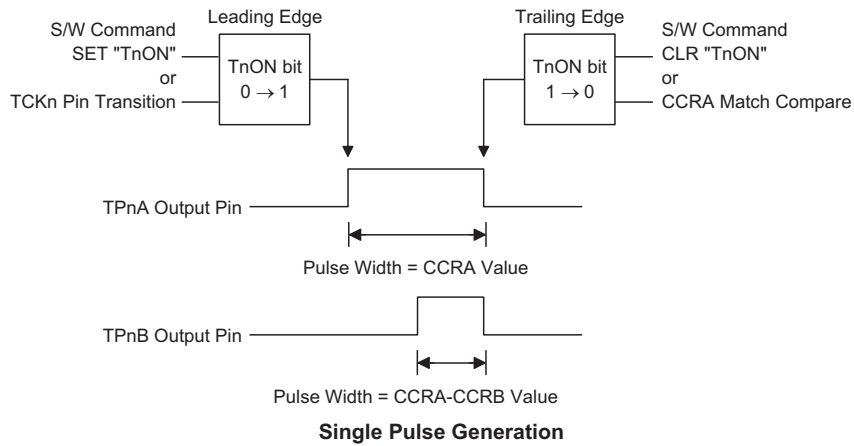 Leading Edge
S/W Command
SET "TnON"
or
TCKn Pin Transition
TnON bit
0 → 1
Trailing Edge
TnON bit
1 → 0
S/W Command
CLR "TnON"
or
CCRA Match Compare
TPnA Output Pin
Pulse Width = CCRA Value
TPnB Output Pin
Pulse Width = CCRA-CCRB Value
Single Pulse Generation